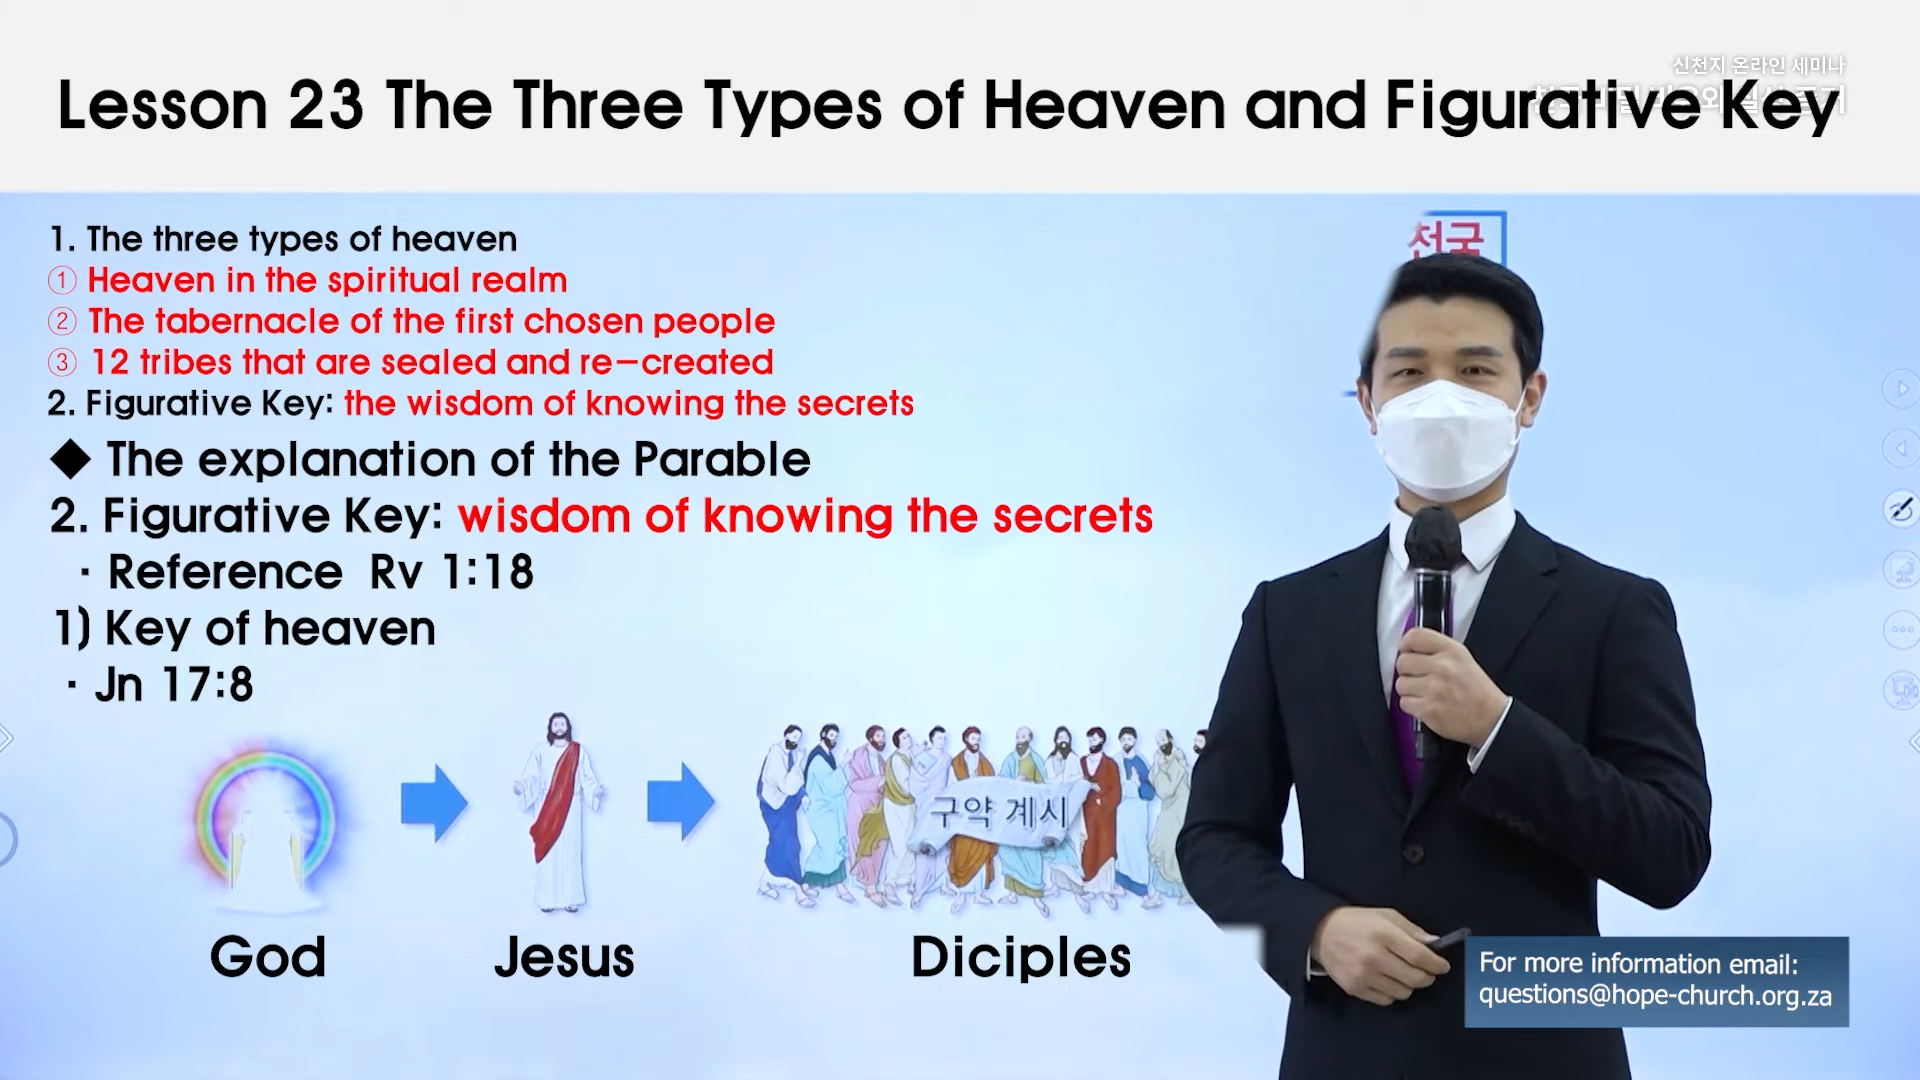 신천지 온라인 세미나
Lesson 23 The Three Types of Heaven and Figurative Key
1. The three types of heaven
① Heaven in the spiritual realm
② The tabernacle of the first chosen people
③ 12 tribes that are sealed and re-created
2. Figurative Key: the wisdom of knowing the secrets
◆ The explanation of the Parable
2. Figurative Key: wisdom of knowing the secrets
· Reference Rv 1:18
1) Key of heaven
· Jn 17:8
천국
구약 계시
God
Jesus
Diciples
For more information email:
questions@hope-church.org.za